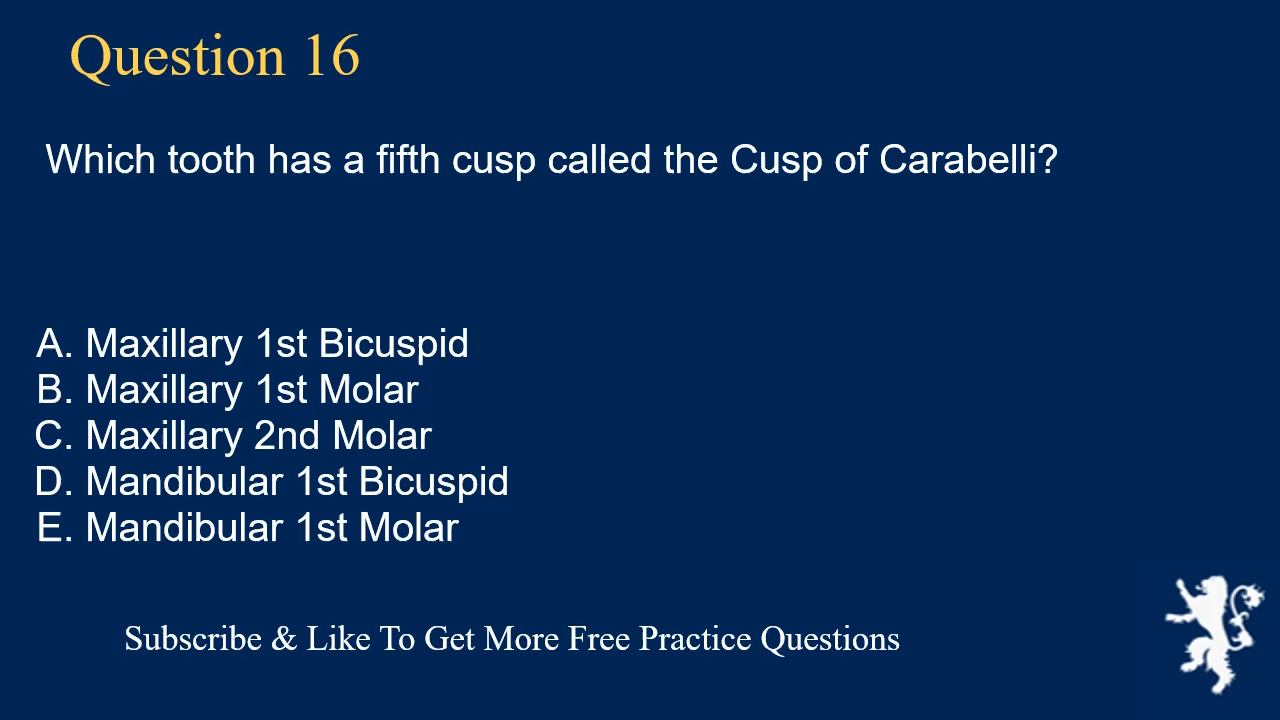 Question 16
Which tooth has a fifth cusp called the Cusp of Carabelli?
A. Maxillary 1st Bicuspid
B. Maxillary 1st Molar
C. Maxillary 2nd Molar
D. Mandibular 1st Bicuspid
E. Mandibular 1st Molar
Subscribe & Like To Get More Free Practice Questions